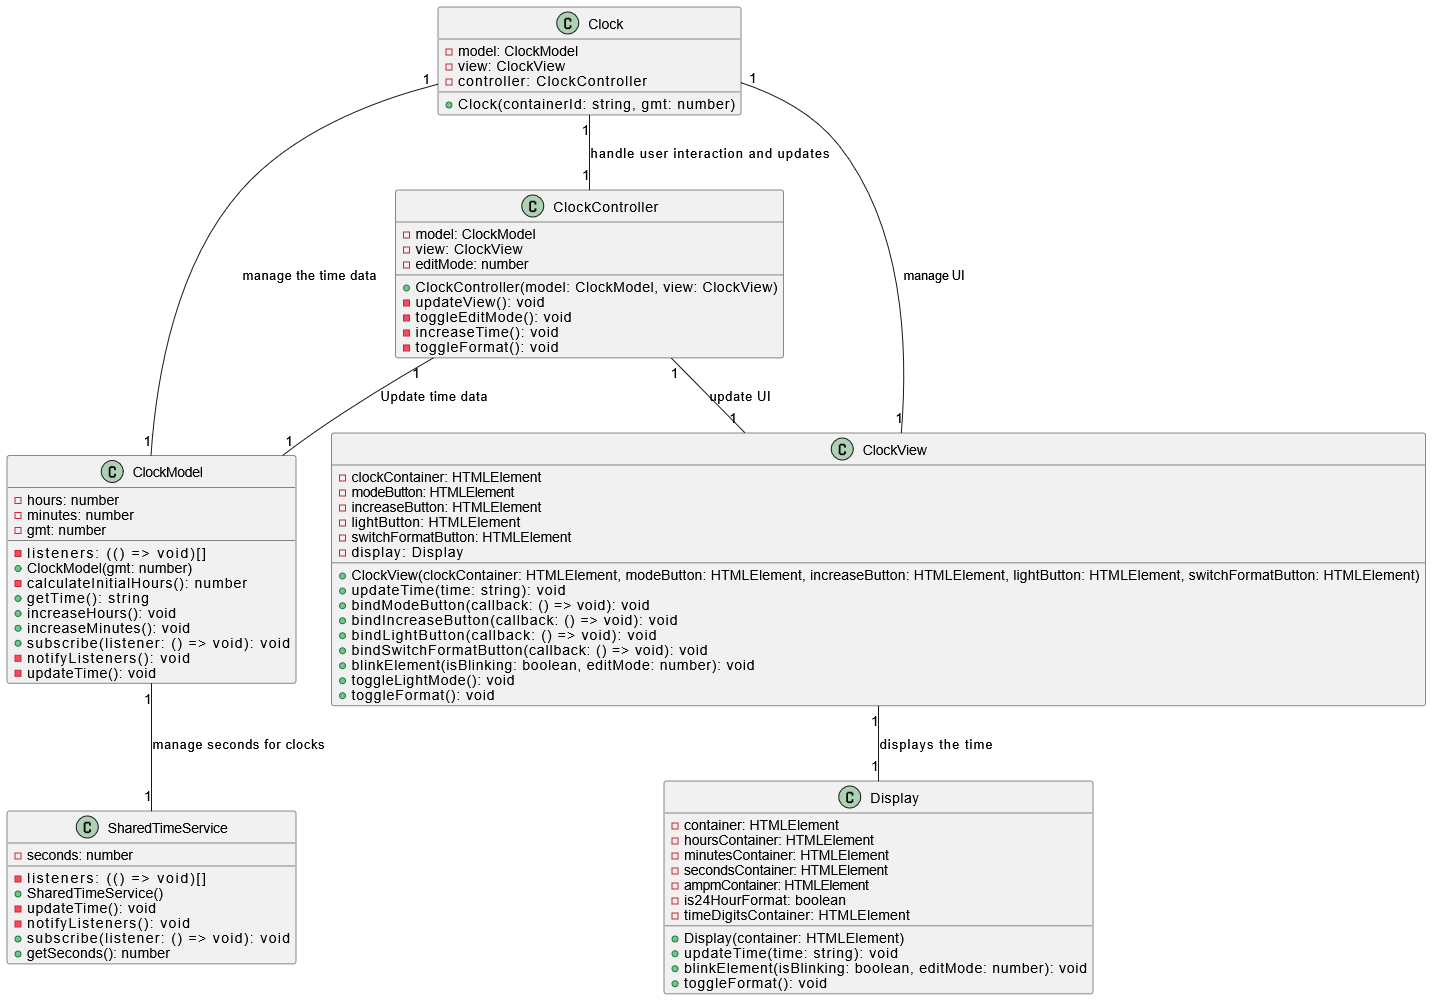 C Clock
model: ClockModel
view: ClockView
controller: ClockController
Clock(containerId: string, gmt: number)
1
1
1
handle user interaction and updates
1
C ClockController
model: ClockModel
view: ClockView
editMode: number
ClockController(model: ClockModel, view: ClockView)
updateView(): void
toggleEditMode(): void
increaseTime(): void
toggleFormat(): void
manage the time data
manage UI
1
1
Update time data
update UI
1
1
1
1
C ClockModel
hours: number
minutes: number
gmt: number
listeners: (() => void)[]
ClockModel(gmt: number)
calculateInitialHours(): number
getTime(): string
increaseHours(): void
increaseMinutes(): void
subscribe(listener: () => void): void
notifyListeners(): void
updateTime(): void
C ClockView
clockContainer: HTMLElement
modeButton: HTMLElement
increaseButton: HTMLElement
lightButton: HTMLElement
switchFormatButton: HTMLElement
display: Display
ClockView(clockContainer: HTMLElement, modeButton: HTMLElement, increaseButton: HTMLElement, lightButton: HTMLElement, switchFormatButton: HTMLElement)
updateTime(time: string): void
bindModeButton(callback: () => void): void
bindIncreaseButton(callback: () => void): void
bindLightButton(callback: () => void): void
bindSwitchFormatButton(callback: () => void): void
blinkElement(isBlinking: boolean, editMode: number): void
toggleLightMode(): void
toggleFormat(): void
1
manage seconds for clocks
1
1
displays the time
1
C SharedTimeService
seconds: number
listeners: (() => void)[]
SharedTimeService()
updateTime(): void
notifyListeners(): void
subscribe(listener: () => void): void
getSeconds(): number
C Display
container: HTMLElement
hoursContainer: HTMLElement
minutesContainer: HTMLElement
secondsContainer: HTMLElement
ampmContainer: HTMLElement
is24HourFormat: boolean
timeDigitsContainer: HTMLElement
Display(container: HTMLElement)
updateTime(time: string): void
blinkElement(isBlinking: boolean, editMode: number): void
toggleFormat(): void